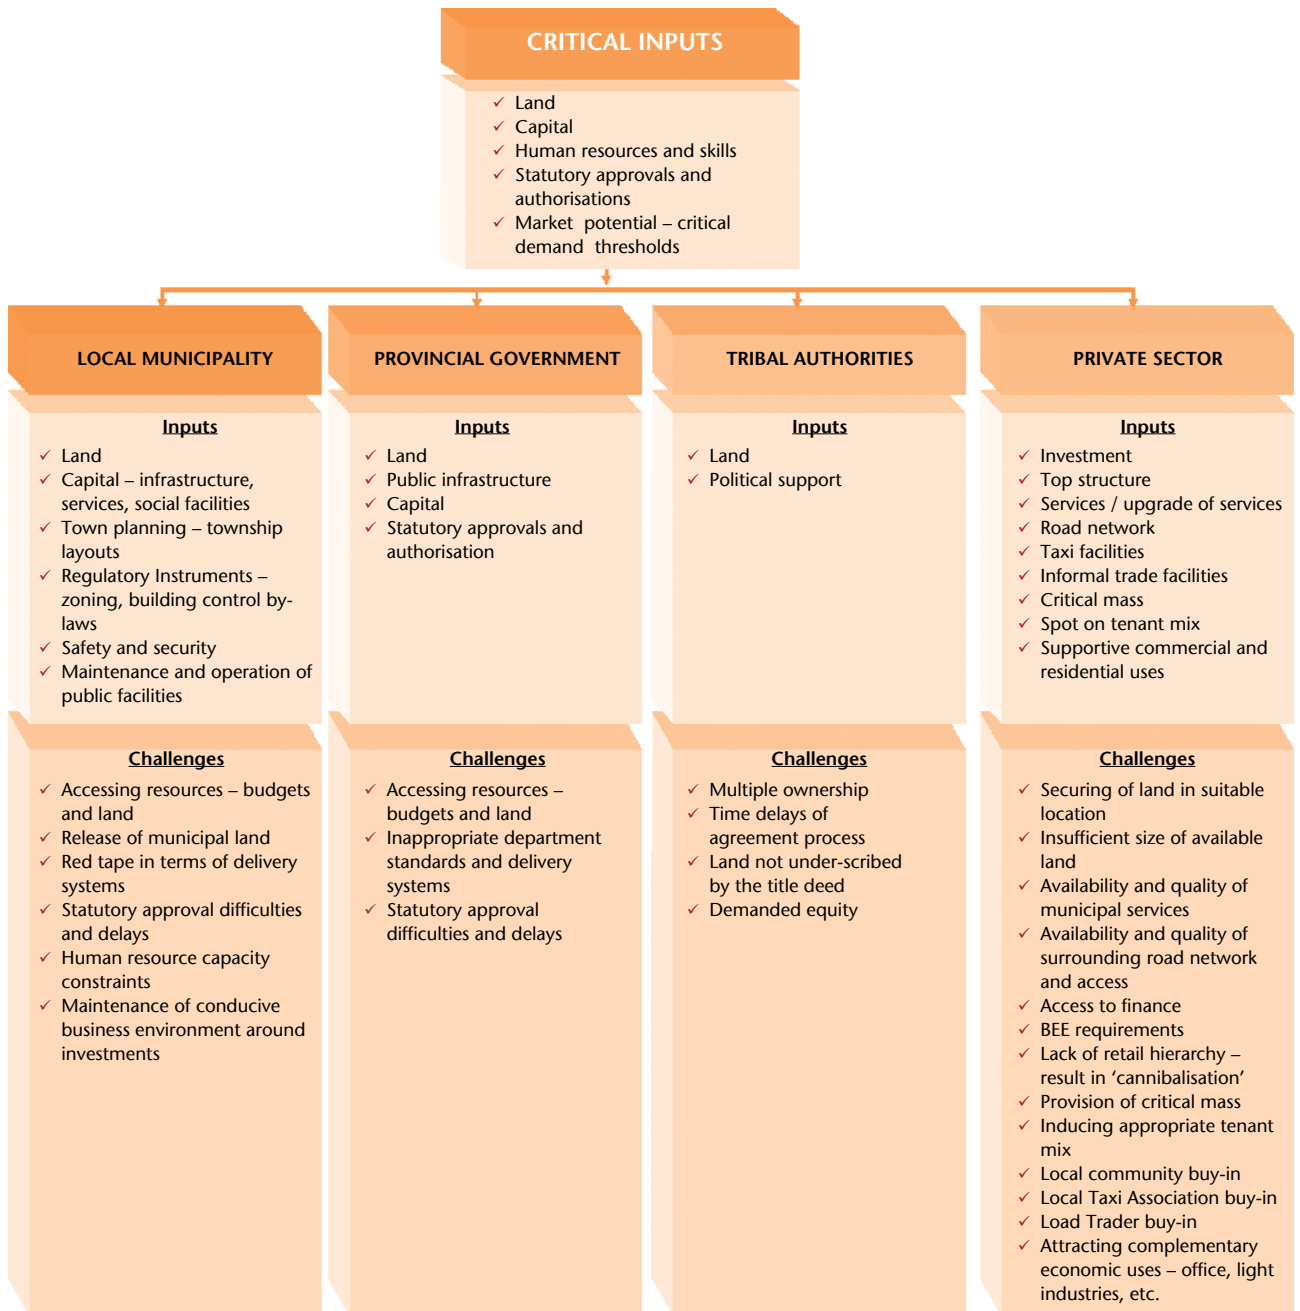 CRITICAL INPUTS
✓ Land
✓ Capital
✓ Human resources and skills
✓ Statutory approvals and
authorisations
✓ Market potential – critical
demand thresholds
LOCAL MUNICIPALITY
Inputs
✓ Land
✓ Capital – infrastructure,
services, social facilities
✓ Town planning – township
layouts
✓ Regulatory Instruments –
zoning, building control by-
laws
✓ Safety and security
✓ Maintenance and operation of
public facilities
Challenges
✓ Accessing resources – budgets
and land
✓ Release of municipal land
✓ Red tape in terms of delivery
systems
✓ Statutory approval difficulties
and delays
✓ Human resource capacity
constraints
✓ Maintenance of conducive
business environment around
investments
PROVINCIAL GOVERNMENT
Inputs
✓ Land
✓ Public infrastructure
✓ Capital
✓ Statutory approvals and
authorisation
Challenges
✓ Accessing resources –
budgets and land
✓ Inappropriate department
standards and delivery
systems
✓ Statutory approval
difficulties and delays
TRIBAL AUTHORITIES
Inputs
✓ Land
✓ Political support
Challenges
✓ Multiple ownership
✓ Time delays of
agreement process
✓ Land not under-scribed
by the title deed
✓ Demanded equity
PRIVATE SECTOR
Inputs
✓ Investment
✓ Top structure
✓ Services / upgrade of services
✓ Road network
✓ Taxi facilities
✓ Informal trade facilities
✓ Critical mass
✓ Spot on tenant mix
✓ Supportive commercial and
residential uses
Challenges
✓ Securing of land in suitable
location
✓ Insufficient size of available
land
✓ Availability and quality of
municipal services
✓ Availability and quality of
surrounding road network
and access
✓ Access to finance
✓ BEE requirements
✓ Lack of retail hierarchy –
result in ‘cannibalisation’
✓ Provision of critical mass
✓ Inducing appropriate tenant
mix
✓ Local community buy-in
✓ Local Taxi Association buy-in
✓ Load Trader buy-in
✓ Attracting complementary
economic uses – office, light
industries, etc.